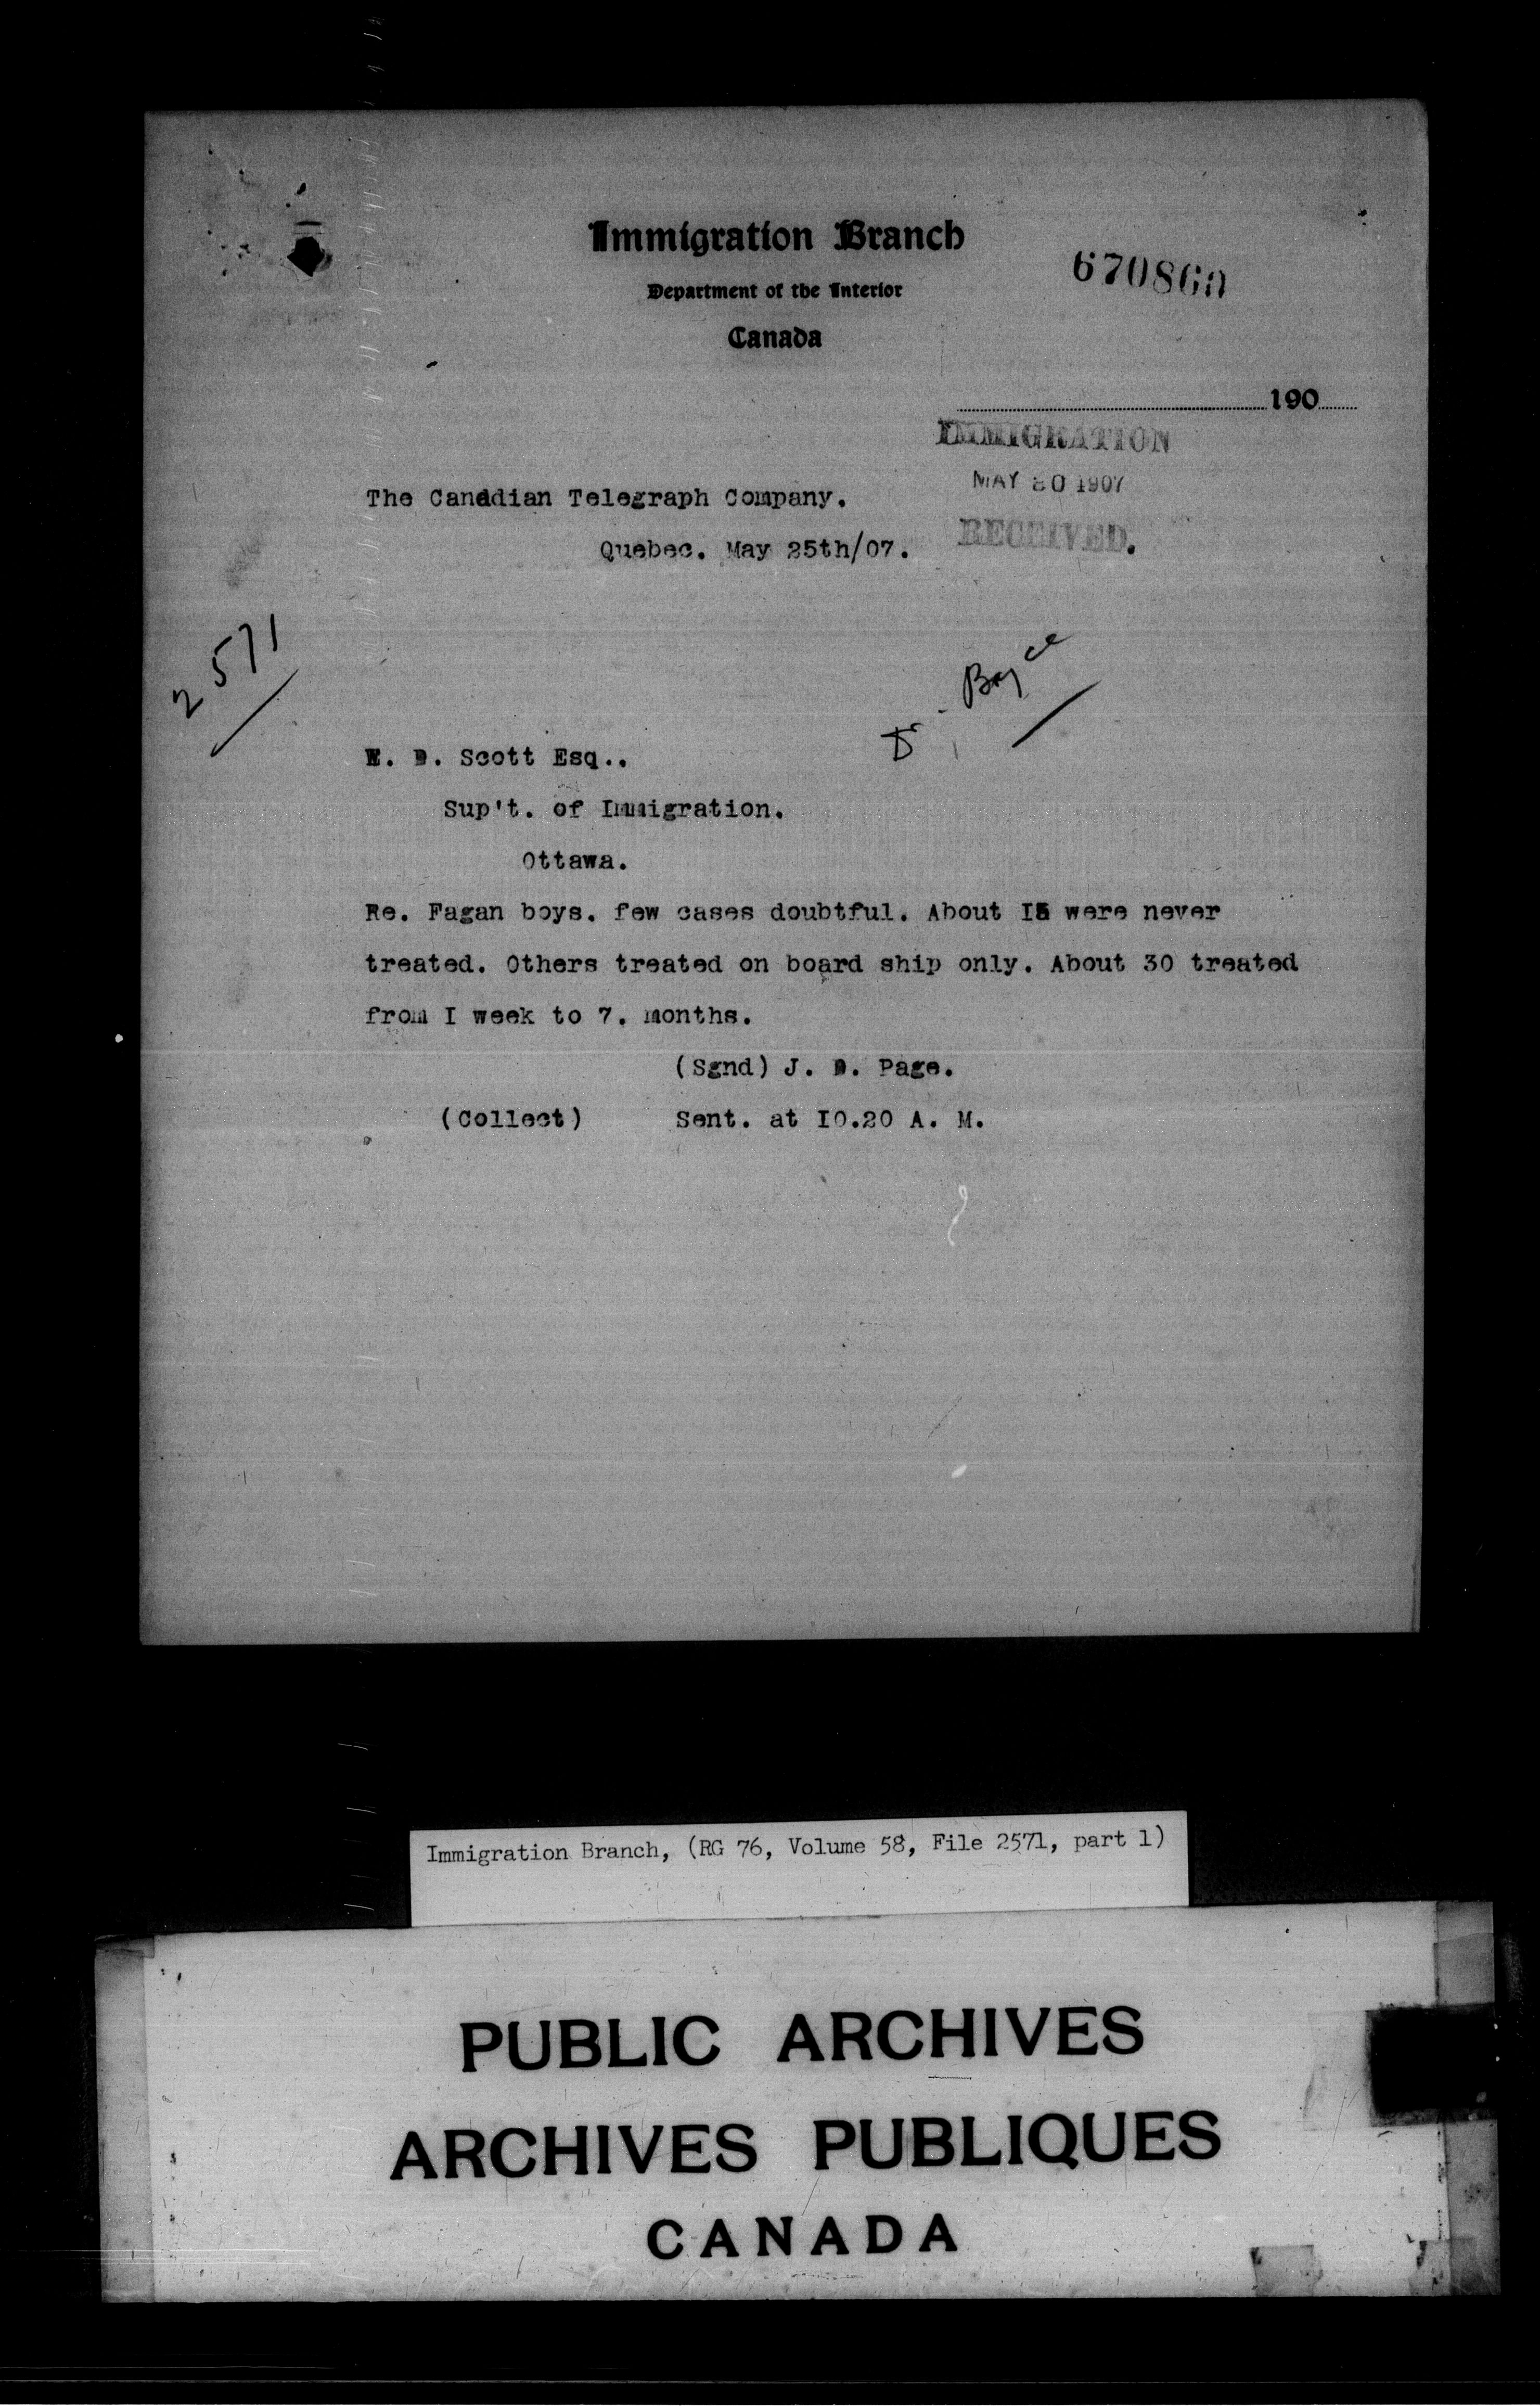 Immigration Branch
Department of the Interior
Canada
670860
190
IMMIGRATION
MAY 30 1907
RECEIVED.
The Canadian Telegraph Company.
Quebec. May 25th/07.
2571
Dr. Bryce
W. D. Scott Esq..
Sup't. of Immigration.
Ottawa.
Re. Fagan boys. few cases doubtful. About I5 were never
treated. Others treated on board ship only. About 30 treated
from I week to 7. months.
(Sgnd) J. D. Page.
(Collect) Sent. at I0.20 A. M.
Immigration Branch, (RG 76, Volume 58, File 2571, part 1)
PUBLIC ARCHIVES
ARCHIVES PUBLIQUES
CANADA